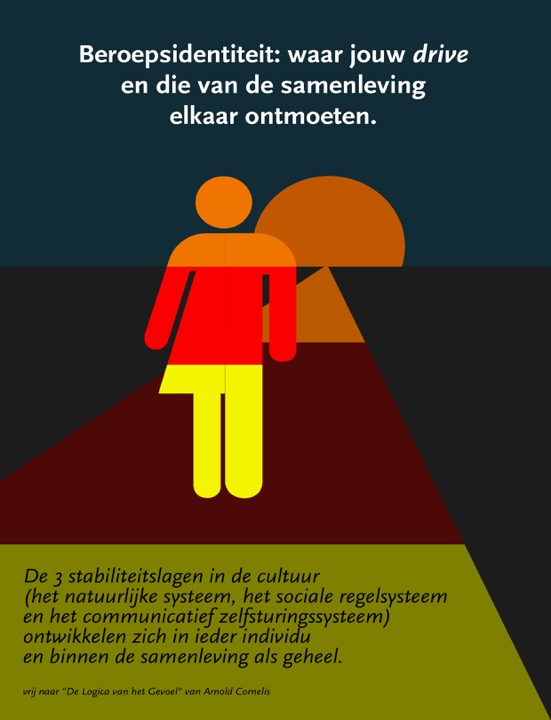 Beroepsidentiteit: waar jouw drive
en die van de samenleving
elkaar ontmoeten.
De 3 stabiliteitslagen in de cultuur
(het natuurlijke systeem, het sociale regelsysteem
en het communicatief zelfsturingssysteem)
ontwikkelen zich in ieder individu
en binnen de samenleving als geheel.
vrij naar "De Logica van het Gevoel" van Arnold Cornelis